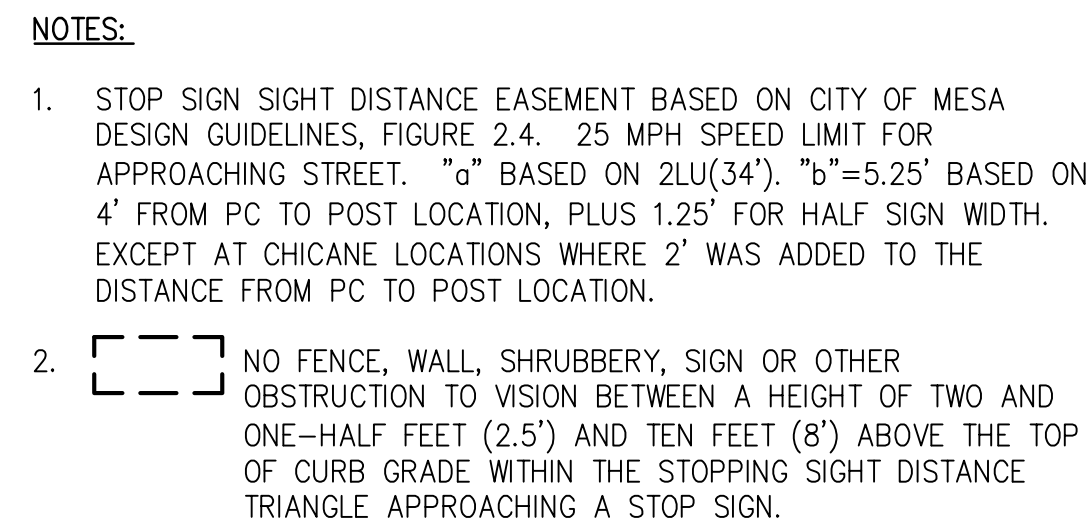 NOTES:
1. STOP SIGN SIGHT DISTANCE EASEMENT BASED ON CITY OF MESA
DESIGN GUIDELINES, FIGURE 2.4. 25 MPH SPEED LIMIT FOR
APPROACHING STREET. "a" BASED ON 2LU(34'). "b"=5.25' BASED ON
4' FROM PC TO POST LOCATION, PLUS 1.25' FOR HALF SIGN WIDTH.
EXCEPT AT CHICANE LOCATIONS WHERE 2' WAS ADDED TO THE
DISTANCE FROM PC TO POST LOCATION.
2. NO FENCE, WALL, SHRUBBERY, SIGN OR OTHER
OBSTRUCTION TO VISION BETWEEN A HEIGHT OF TWO AND
ONE-HALF FEET (2.5') AND TEN FEET (8') ABOVE THE TOP
OF CURB GRADE WITHIN THE STOPPING SIGHT DISTANCE
TRIANGLE APPROACHING A STOP SIGN.